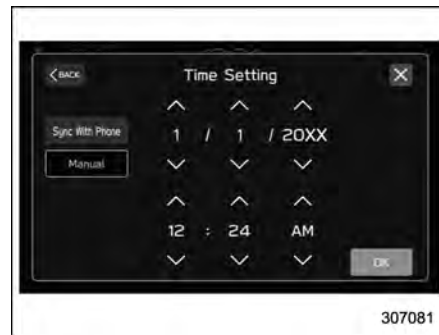 BACK
Time Setting
Sync With Phone
1 / 1 / 20XX
Manual
12 : 24 AM
OK
307081